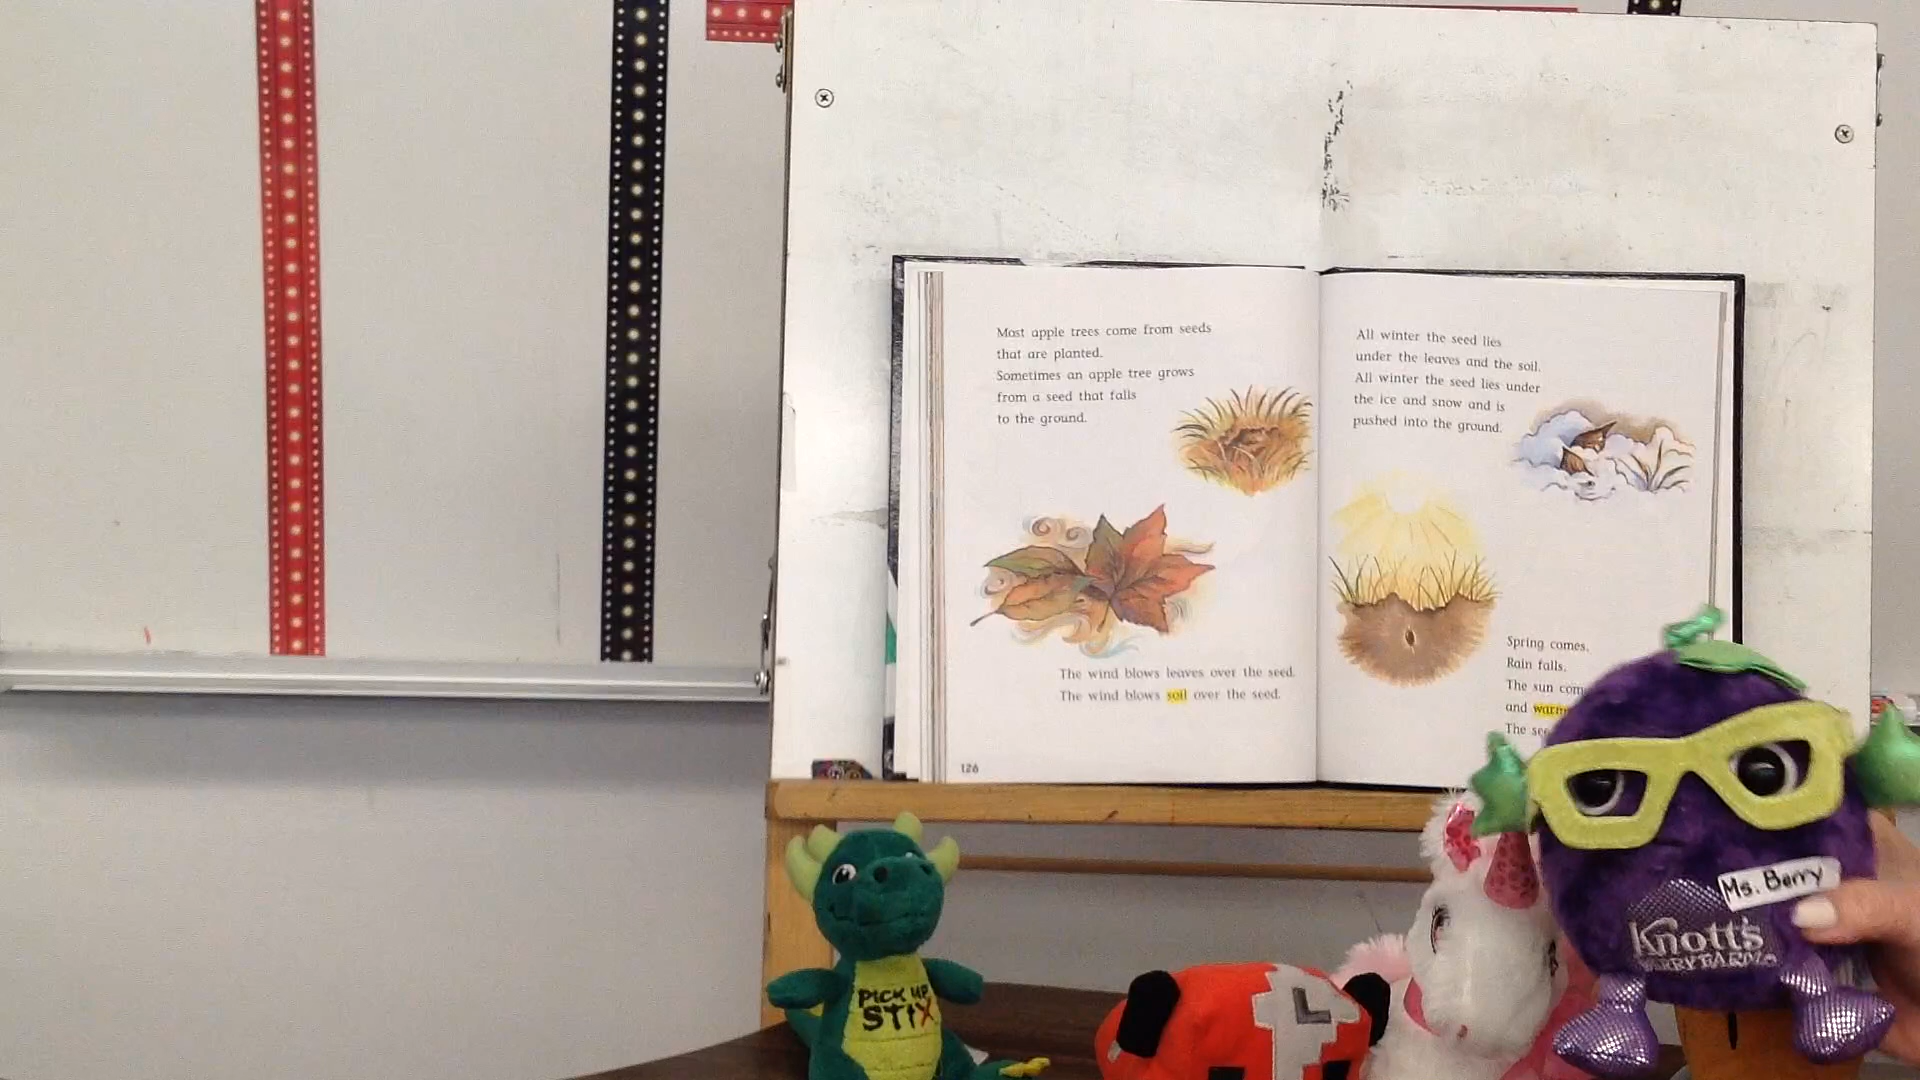 Most apple trees come from seeds
that are planted.
Sometimes an apple tree grows
from a seed that falls
to the ground.
The wind blows leaves over the seed.
The wind blows soil over the seed.
126
All winter the seed lies
under the leaves and the soil.
All winter the seed lies under
the ice and snow and is
pushed into the ground.
Spring comes.
Rain falls.
The sun com
and warm
The see
Ms. Berry
Knott's
PICK UP
STIX